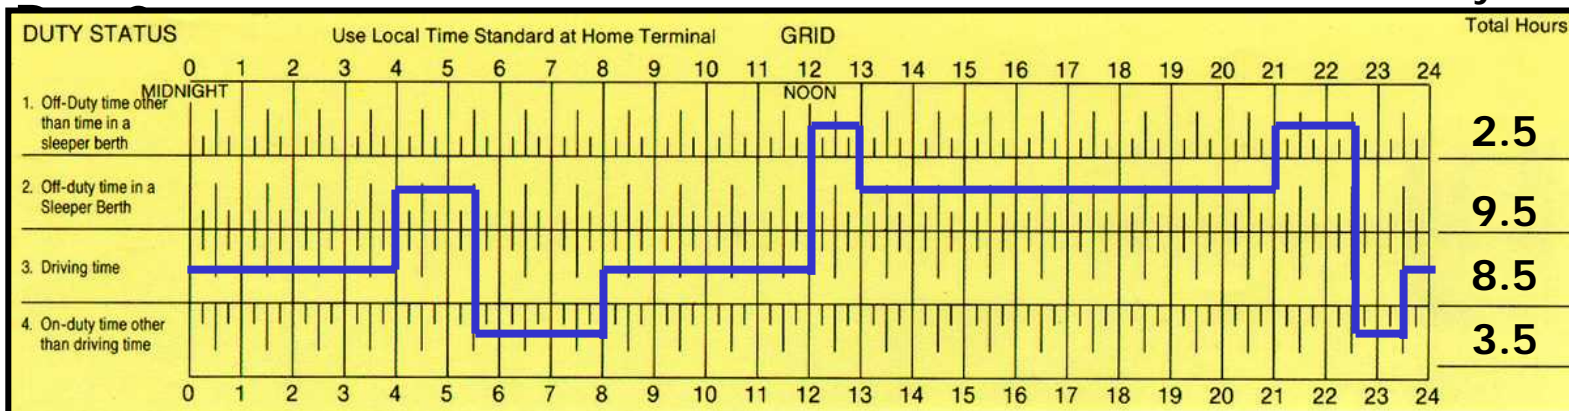 DUTY STATUS Use Local Time Standard at Home Terminal GRID Total Hours
0 1 2 3 4 5 6 7 8 9 10 11 12 13 14 15 16 17 18 19 20 21 22 23 24
MIDNIGHT NOON
1. Off-Duty time other
than time in a
sleeper berth
2.5
2. Off-duty time in a
Sleeper Berth
9.5
3. Driving time
8.5
4. On-duty time other
than driving time
3.5
0 1 2 3 4 5 6 7 8 9 10 11 12 13 14 15 16 17 18 19 20 21 22 23 24